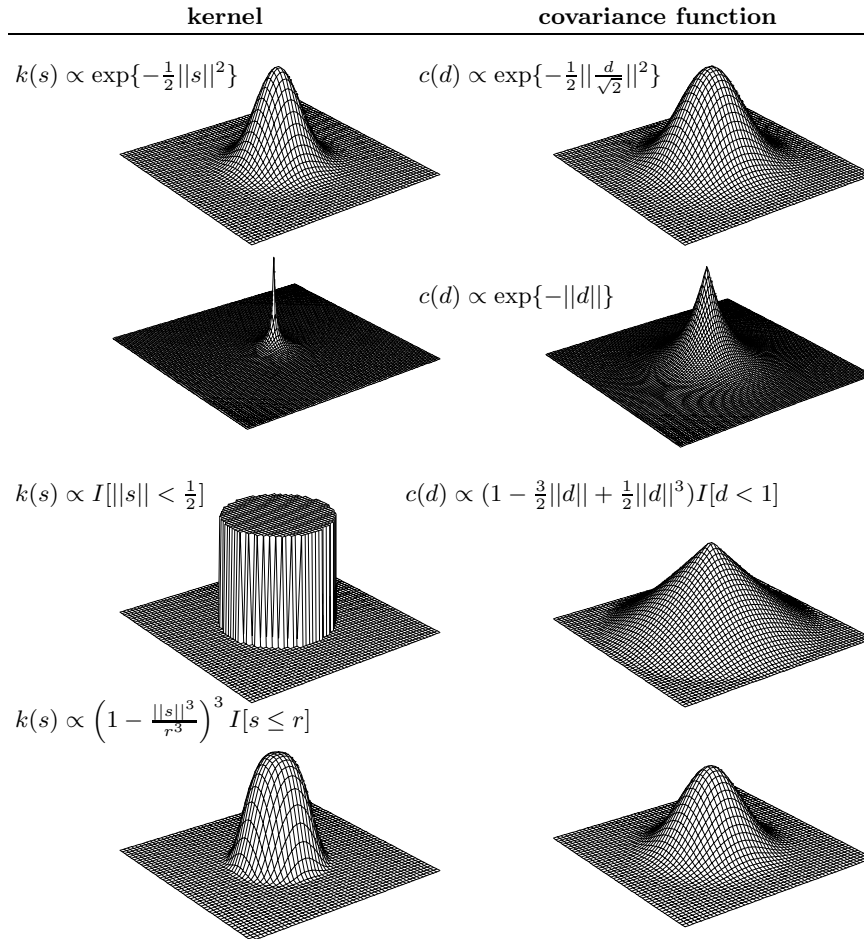 kernel covariance function
k(s) ∝ exp{−½||s||²} c(d) ∝ exp{−½||d/√2||²}
c(d) ∝ exp{−||d||}
k(s) ∝ I[||s|| < ½] c(d) ∝ (1 − 3/2||d|| + ½||d||³)I[d < 1]
k(s) ∝ (1 − ||s||³/r³)³ I[s ≤ r]